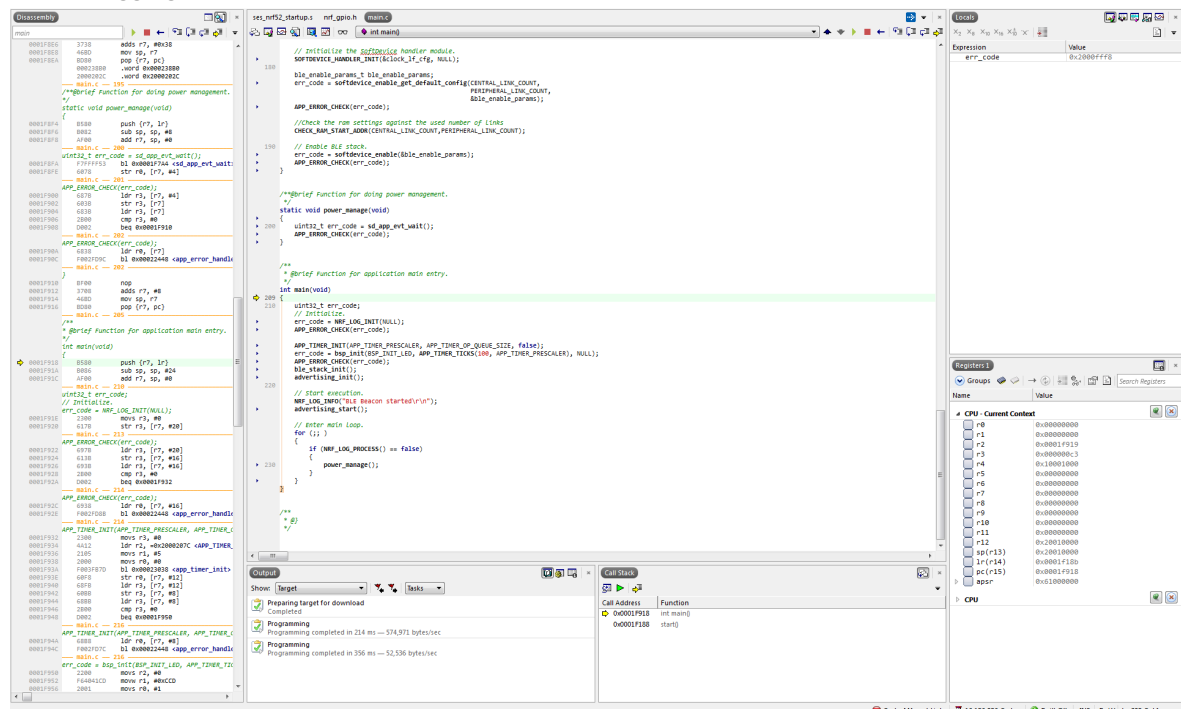 Disassembly
main
0001F8E6 3738 adds r7, #0x38
0001F8E8 46BD mov sp, r7
0001F8EA BD80 pop {r7, pc}
000238B0 .word 0x000238B0
2000202C .word 0x2000202C
main.c — 195
/**@brief Function for doing power management.
*/
static void power_manage(void)
{
0001F8F4 B580 push {r7, lr}
0001F8F6 B082 sub sp, sp, #8
0001F8F8 AF00 add r7, sp, #0
main.c — 200
uint32_t err_code = sd_app_evt_wait();
0001F8FA F7FFFF53 bl 0x0001F7A4 <sd_app_evt_wait>
0001F8FE 6078 str r0, [r7, #4]
main.c — 201
APP_ERROR_CHECK(err_code);
0001F900 687B ldr r3, [r7, #4]
0001F902 603B str r3, [r7]
0001F904 683B ldr r3, [r7]
0001F906 2B00 cmp r3, #0
0001F908 D002 beq 0x0001F910
main.c — 202
APP_ERROR_CHECK(err_code);
0001F90A 6838 ldr r0, [r7]
0001F90C F002FD9C bl 0x00022448 <app_error_handle
main.c — 202
}
0001F910 BF00 nop
0001F912 3708 adds r7, #8
0001F914 46BD mov sp, r7
0001F916 BD80 pop {r7, pc}
main.c — 205
/**
* @brief Function for application main entry.
*/
int main(void)
{
0001F918 B580 push {r7, lr}
0001F91A B086 sub sp, sp, #24
0001F91C AF00 add r7, sp, #0
main.c — 210
uint32_t err_code;
// Initialize.
err_code = NRF_LOG_INIT(NULL);
0001F91E 2300 movs r3, #0
0001F920 617B str r3, [r7, #20]
main.c — 213
APP_ERROR_CHECK(err_code);
0001F922 697B ldr r3, [r7, #20]
0001F924 613B str r3, [r7, #16]
0001F926 693B ldr r3, [r7, #16]
0001F928 2B00 cmp r3, #0
0001F92A D002 beq 0x0001F932
main.c — 214
APP_ERROR_CHECK(err_code);
0001F92C 6938 ldr r0, [r7, #16]
0001F92E F002FD8B bl 0x00022448 <app_error_handle
main.c — 214
APP_TIMER_INIT(APP_TIMER_PRESCALER, APP_TIMER_O
0001F932 2300 movs r3, #0
0001F934 4A12 ldr r2, =0x2000207C <APP_TIMER_
0001F936 2105 movs r1, #5
0001F938 2000 movs r0, #0
0001F93A F003FB7D bl 0x00023038 <app_timer_init>
0001F93E 60F8 str r0, [r7, #12]
0001F940 68FB ldr r3, [r7, #12]
0001F942 60BB str r3, [r7, #8]
0001F944 68BB ldr r3, [r7, #8]
0001F946 2B00 cmp r3, #0
0001F948 D002 beq 0x0001F950
main.c — 216
APP_TIMER_INIT(APP_TIMER_PRESCALER, APP_TIMER_O
0001F94A 68B8 ldr r0, [r7, #8]
0001F94C F002FD7C bl 0x00022448 <app_error_handle
main.c — 216
err_code = bsp_init(BSP_INIT_LED, APP_TIMER_TIC
0001F950 2200 movs r2, #0
0001F952 F64041CD movw r1, #0xCCD
0001F956 2001 movs r0, #1
ses_nrf52_startup.s nrf_gpio.h main.c
int main()
// Initialize the SoftDevice handler module.
SOFTDEVICE_HANDLER_INIT(&clock_lf_cfg, NULL);
180
ble_enable_params_t ble_enable_params;
err_code = softdevice_enable_get_default_config(CENTRAL_LINK_COUNT,
PERIPHERAL_LINK_COUNT,
&ble_enable_params);
APP_ERROR_CHECK(err_code);
//Check the ram settings against the used number of links
CHECK_RAM_START_ADDR(CENTRAL_LINK_COUNT,PERIPHERAL_LINK_COUNT);
190 // Enable BLE stack.
err_code = softdevice_enable(&ble_enable_params);
APP_ERROR_CHECK(err_code);
}
/**@brief Function for doing power management.
*/
static void power_manage(void)
{
200 uint32_t err_code = sd_app_evt_wait();
APP_ERROR_CHECK(err_code);
}
/**
* @brief Function for application main entry.
*/
int main(void)
209 {
210 uint32_t err_code;
// Initialize.
err_code = NRF_LOG_INIT(NULL);
APP_ERROR_CHECK(err_code);
APP_TIMER_INIT(APP_TIMER_PRESCALER, APP_TIMER_OP_QUEUE_SIZE, false);
err_code = bsp_init(BSP_INIT_LED, APP_TIMER_TICKS(100, APP_TIMER_PRESCALER), NULL);
APP_ERROR_CHECK(err_code);
ble_stack_init();
advertising_init();
220
// Start execution.
NRF_LOG_INFO("BLE Beacon started\r\n");
advertising_start();
// Enter main loop.
for (;; )
{
if (NRF_LOG_PROCESS() == false)
{
230 power_manage();
}
}
}
/**
* @}
*/
Output
Show: Target Tasks
Preparing target for download
Completed
Programming
Programming completed in 214 ms — 574,971 bytes/sec
Programming
Programming completed in 356 ms — 52,536 bytes/sec
Call Stack
Call Address Function
0x0001F918 int main()
0x0001F188 start()
Locals
Expression Value
err_code 0x2000fff8
Registers 1
Groups Search Registers
Name Value
CPU - Current Context
r0 0x00000000
r1 0x00000000
r2 0x0001f919
r3 0x000000c3
r4 0x10001000
r5 0x00000000
r6 0x00000000
r7 0x00000000
r8 0x00000000
r9 0x00000000
r10 0x00000000
r11 0x00000000
r12 0x20010000
sp(r13) 0x20010000
lr(r14) 0x0001f18b
pc(r15) 0x0001f918
apsr 0x61000000
CPU